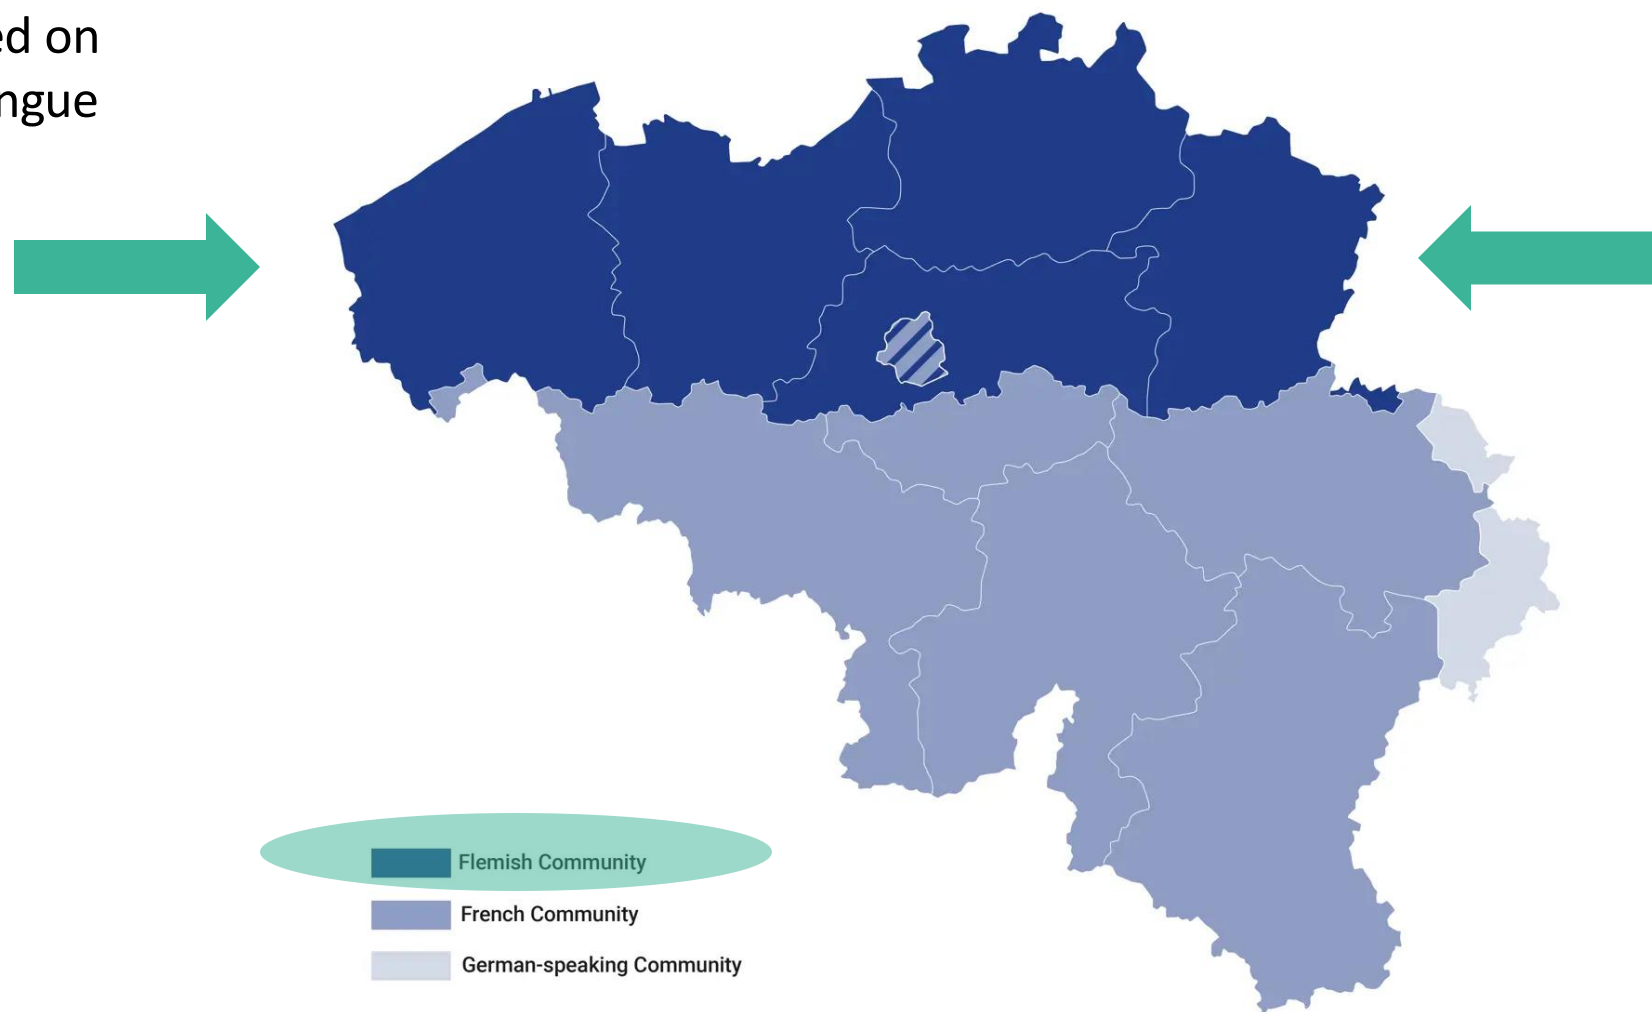 ed on
ngue
Flemish Community
French Community
German-speaking Community